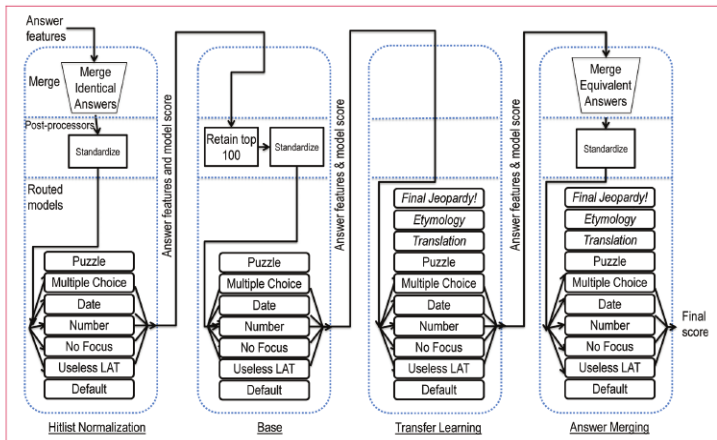 Answer
features
Merge
Merge
Identical
Answers
Post-processors
Standardize
Routed
models
Puzzle
Multiple Choice
Date
Number
No Focus
Useless LAT
Default
Hitlist Normalization
Answer features and model score
Retain top
100
Standardize
Puzzle
Multiple Choice
Date
Number
No Focus
Useless LAT
Default
Base
Answer features & model score
Final Jeopardy!
Etymology
Translation
Puzzle
Multiple Choice
Date
Number
No Focus
Useless LAT
Default
Transfer Learning
Answer features & model score
Merge
Equivalent
Answers
Standardize
Final Jeopardy!
Etymology
Translation
Puzzle
Multiple Choice
Date
Number
No Focus
Useless LAT
Default
Answer Merging
Final
score